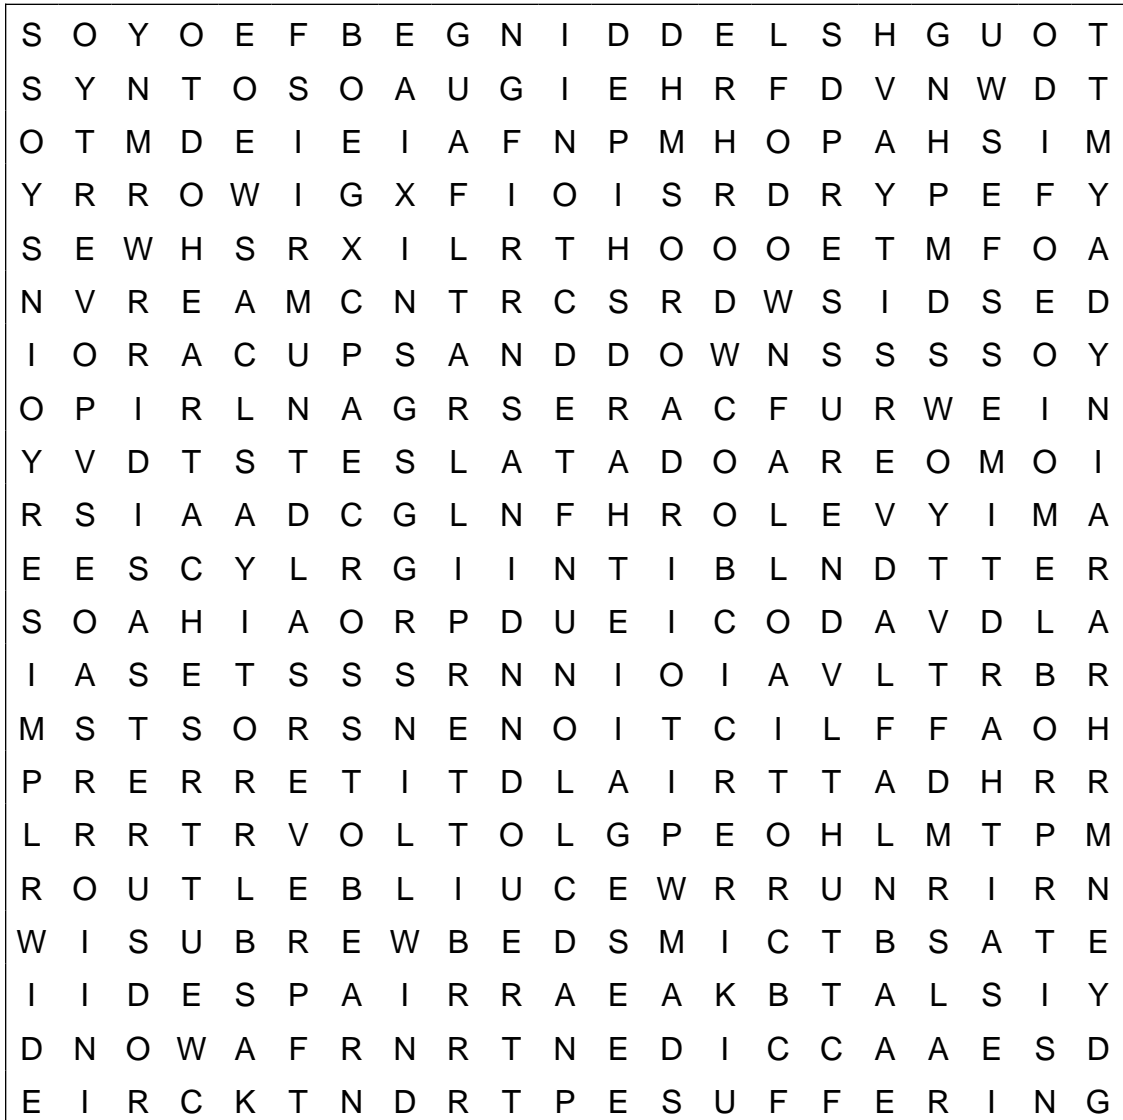 S O Y O E F B E G N I D D E L S H G U O T
S Y N T O S O A U G I E H R F D V N W D T
O T M D E I E I A F N P M H O P A H S I M
Y R R O W I G X F I O I S R D R Y P E F Y
S E W H S R X I L R T H O O O E T M F O A
N V R E A M C N T R C S R D W S I D S E D
I O R A C U P S A N D D O W N S S S S O Y
O P I R L N A G R S E R A C F U R W E I N
Y V D T S T E S L A T A D O A R E O M O I
R S I A A D C G L N F H R O L E V Y I M A
E E S C Y L R G I I N T I B L N D T T E R
S O A H I A O R P D U E I C O D A V D L A
I A S E T S S S R N N I O I A V L T R B R
M S T S O R S N E N O I T C I L F F A O H
P R E R R E T I T D L A I R T T A D H R R
L R R T R V O L T O L G P E O H L M T P M
R O U T L E B L I U C E W R R U N R I R N
W I S U B R E W B E D S M I C T B S A T E
I I D E S P A I R R A E A K B T A L S I Y
D N O W A F R N R T N E D I C C A A E S D
E I R C K T N D R T P E S U F F E R I N G